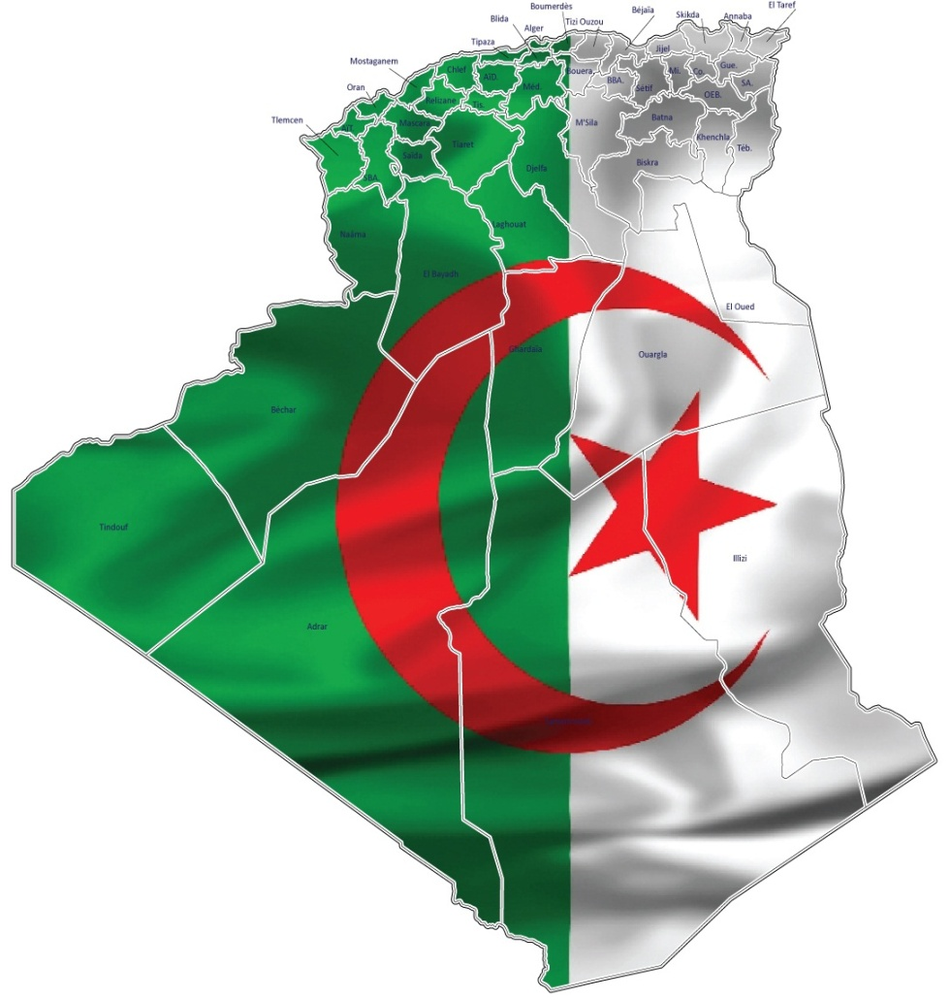 Boumerdès
El Taref
Béjaïa
Blida
Tizi Ouzou
Skikda
Annaba
Alger
Tipaza
Jijel
Mostaganem
Chlef
AïD.
Bouera
BBA.
Mi.
Co.
Gue.
SA.
Oran
Méd.
Sétif
OEB.
Relizane
Tis.
Tlemcen
AïT.
Mascara
M'Sila
Batna
Khenchla
Téb.
Tiaret
Saïda
Djelfa
Biskra
SBA.
Naâma
Laghouat
El Bayadh
El Oued
Ghardaïa
Ouargla
Béchar
Tindouf
Illizi
Adrar